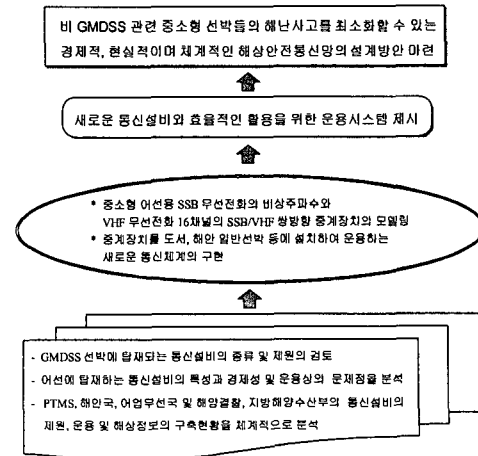 비 GMDSS 관련 중소형 선박들의 해난사고를 최소화할 수 있는
경제적, 현실적이며 체계적인 해상안전통신망의 설계방안 마련
새로운 통신설비와 효율적인 활용을 위한 운용시스템 제시
* 중소형 어선용 SSB 무선전화의 비상주파수와
VHF 무선전화 16채널의 SSB/VHF 쌍방향 중계장치의 모델링
* 중계장치를 도서, 해안 일반선박 등에 설치하여 운용하는
새로운 통신체계의 구현
- GMDSS 선박에 탑재되는 통신설비의 종류 및 제원의 검토
- 어선에 탑재하는 통신설비의 특성과 경제성 및 운용상의 문제점을 분석
- PTMS, 해안국, 어업무선국 및 해양경찰, 지방해양수산부의 통신설비의
제원, 운용 및 해상정보의 구축현황을 체계적으로 분석